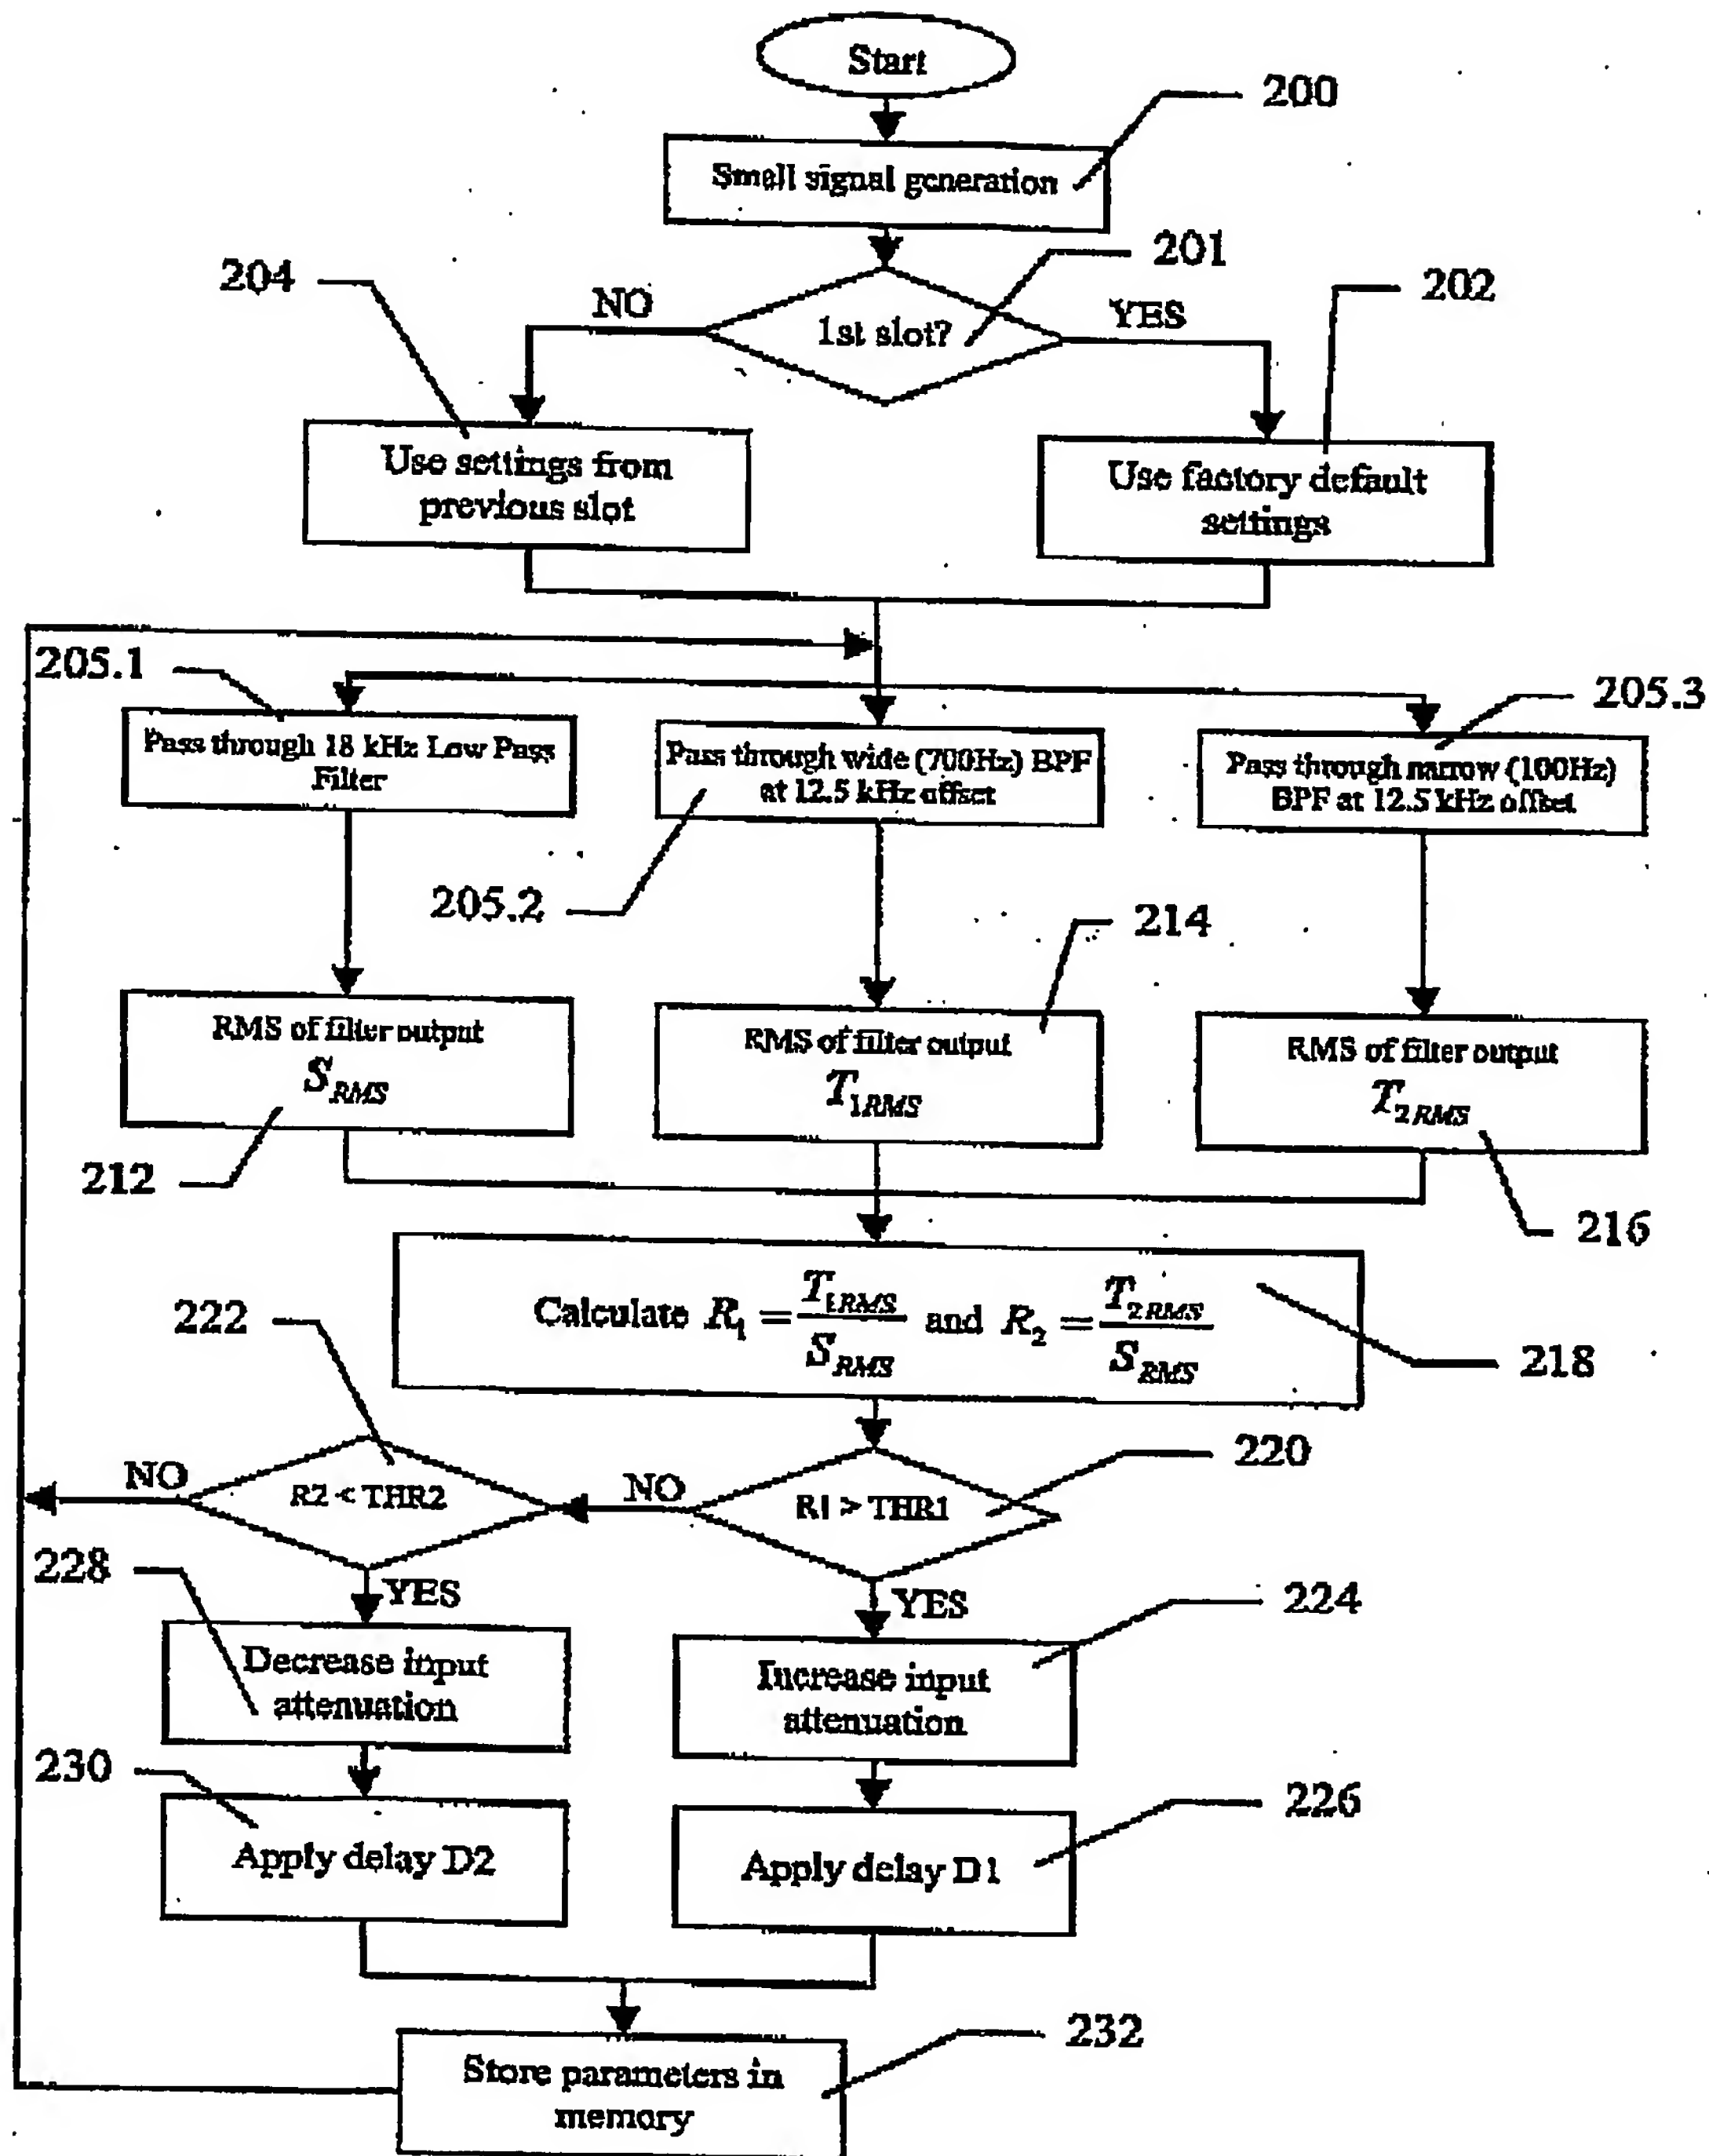 Start
200
Small signal generation
201
204
202
NO
YES
1st slot?
Use settings from
previous slot
Use factory default
settings
205.1
205.3
Pass through 18 kHz Low Pass
Filter
Pass through wide (700Hz) BPF
at 12.5 kHz offset
Pass through narrow (100Hz)
BPF at 12.5 kHz offset
205.2
214
RMS of filter output
S_RMS
RMS of filter output
T_1RMS
RMS of filter output
T_2RMS
212
216
Calculate R_1 = T_1RMS / S_RMS and R_2 = T_2RMS / S_RMS
218
222
220
NO
R2 < THR2
NO
R1 > THR1
228
YES
YES
224
Decrease input
attenuation
Increase input
attenuation
230
226
Apply delay D2
Apply delay D1
232
Store parameters in
memory